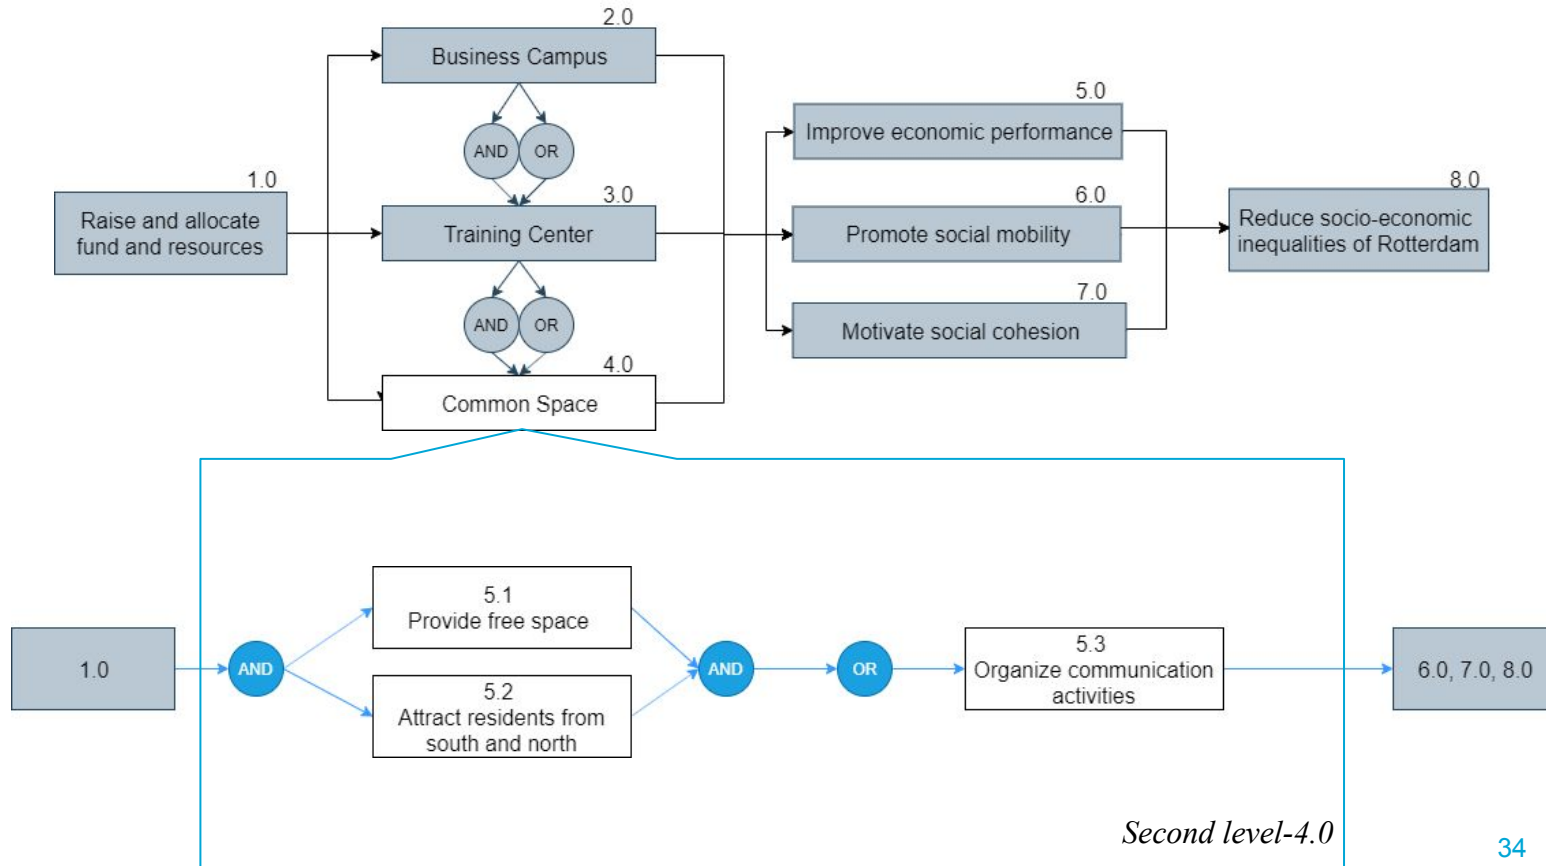 2.0
Business Campus
AND
OR
1.0
Raise and allocate
fund and resources
3.0
Training Center
AND
OR
4.0
Common Space
5.0
Improve economic performance
6.0
Promote social mobility
7.0
Motivate social cohesion
8.0
Reduce socio-economic
inequalities of Rotterdam
1.0
AND
5.1
Provide free space
5.2
Attract residents from
south and north
AND
OR
5.3
Organize communication
activities
6.0, 7.0, 8.0
Second level-4.0
34